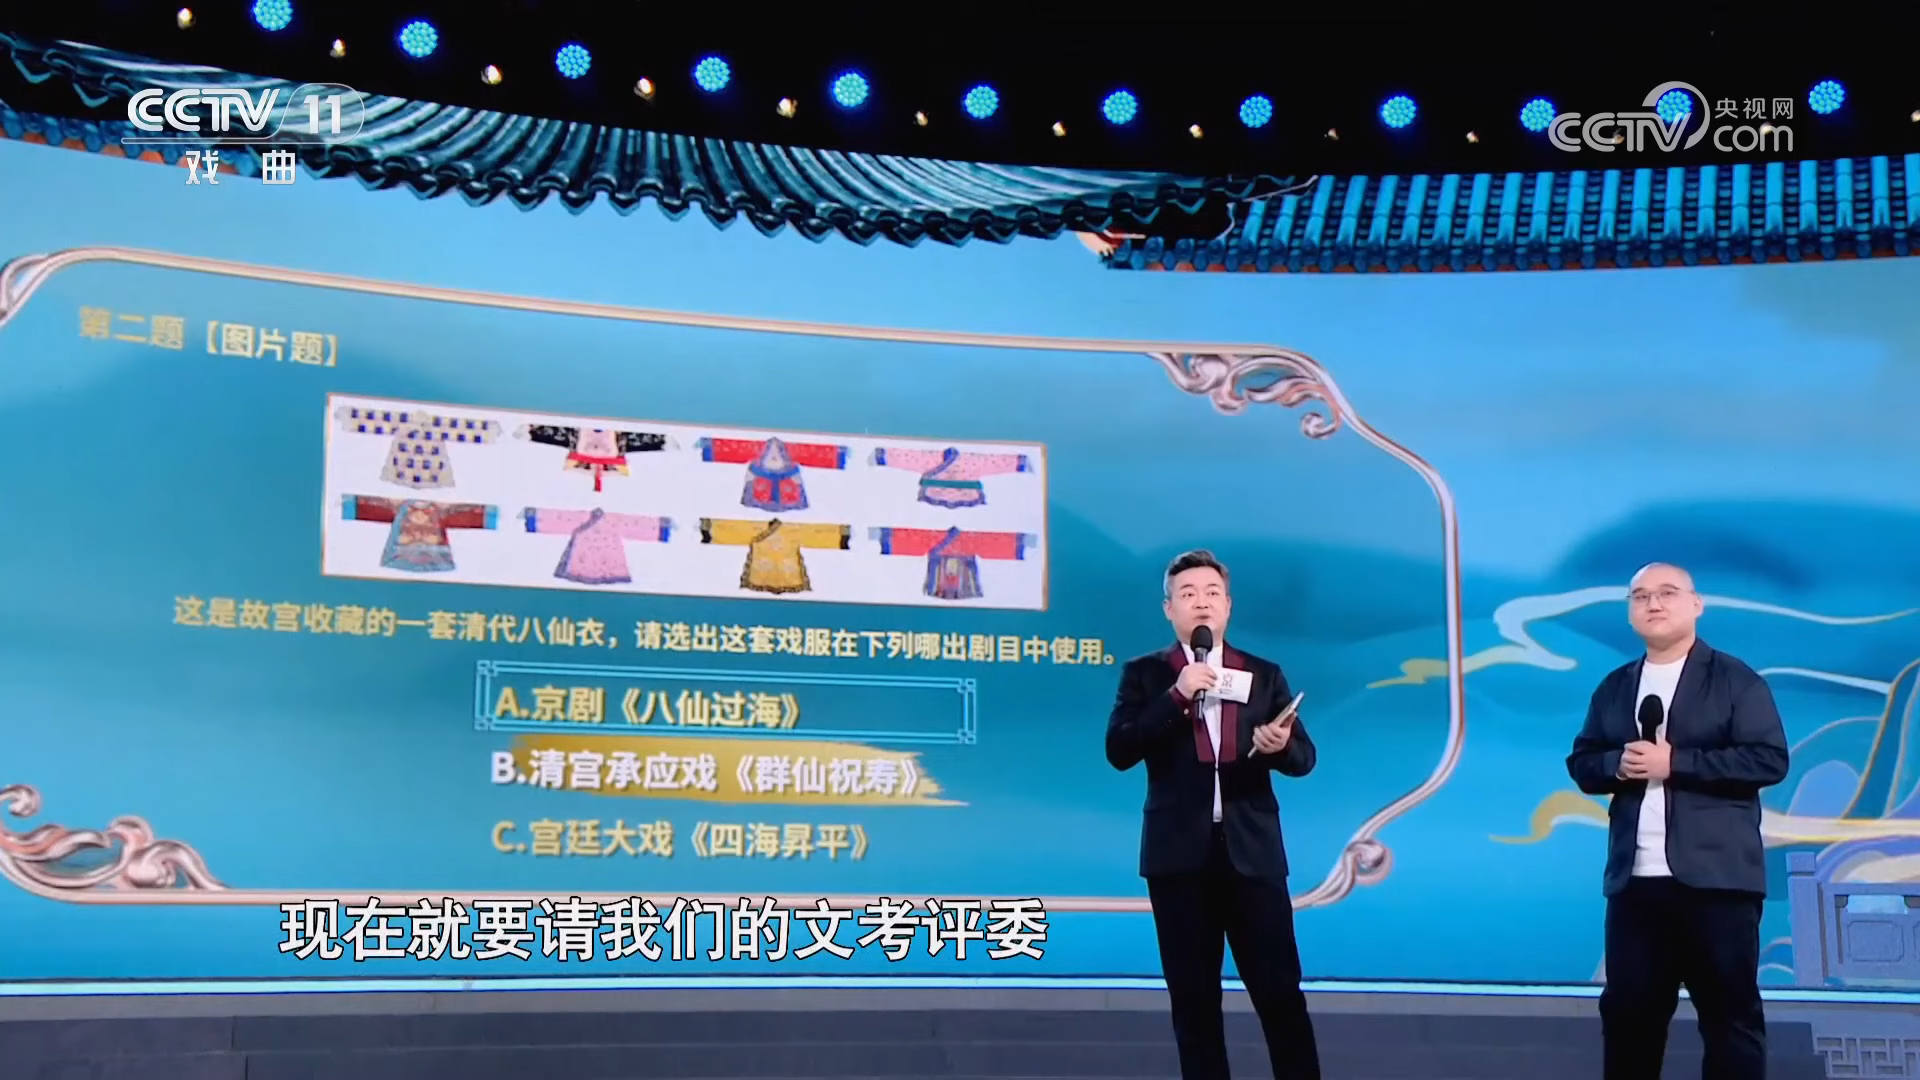 CCTV 11
戏曲
CCTV com 央视网
第二题【图片题】
这是故宫收藏的一套清代八仙衣，请选出这套戏服在下列哪出剧目中使用。
A.京剧《八仙过海》
B.清宫承应戏《群仙祝寿》
C.宫廷大戏《四海昇平》
京
现在就要请我们的文考评委